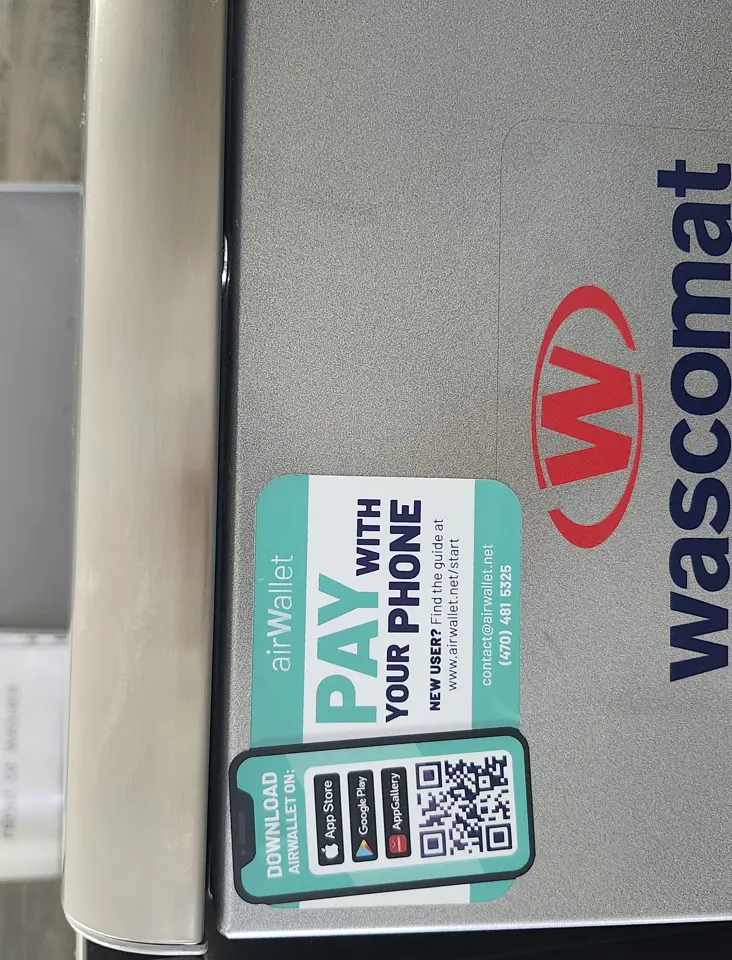 airWallet
PAY WITH
YOUR PHONE
NEW USER? Find the guide at
www.airwallet.net/start
contact@airwallet.net
(470) 481 5325
DOWNLOAD
AIRWALLET ON:
App Store
Google Play
AppGallery
W
wascomat